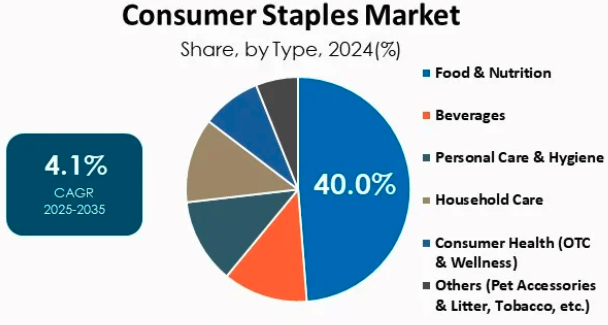 Consumer Staples Market
Share, by Type, 2024(%)
4.1%
CAGR
2025-2035
40.0%
Food & Nutrition
Beverages
Personal Care & Hygiene
Household Care
Consumer Health (OTC
& Wellness)
Others (Pet Accessories
& Litter, Tobacco, etc.)